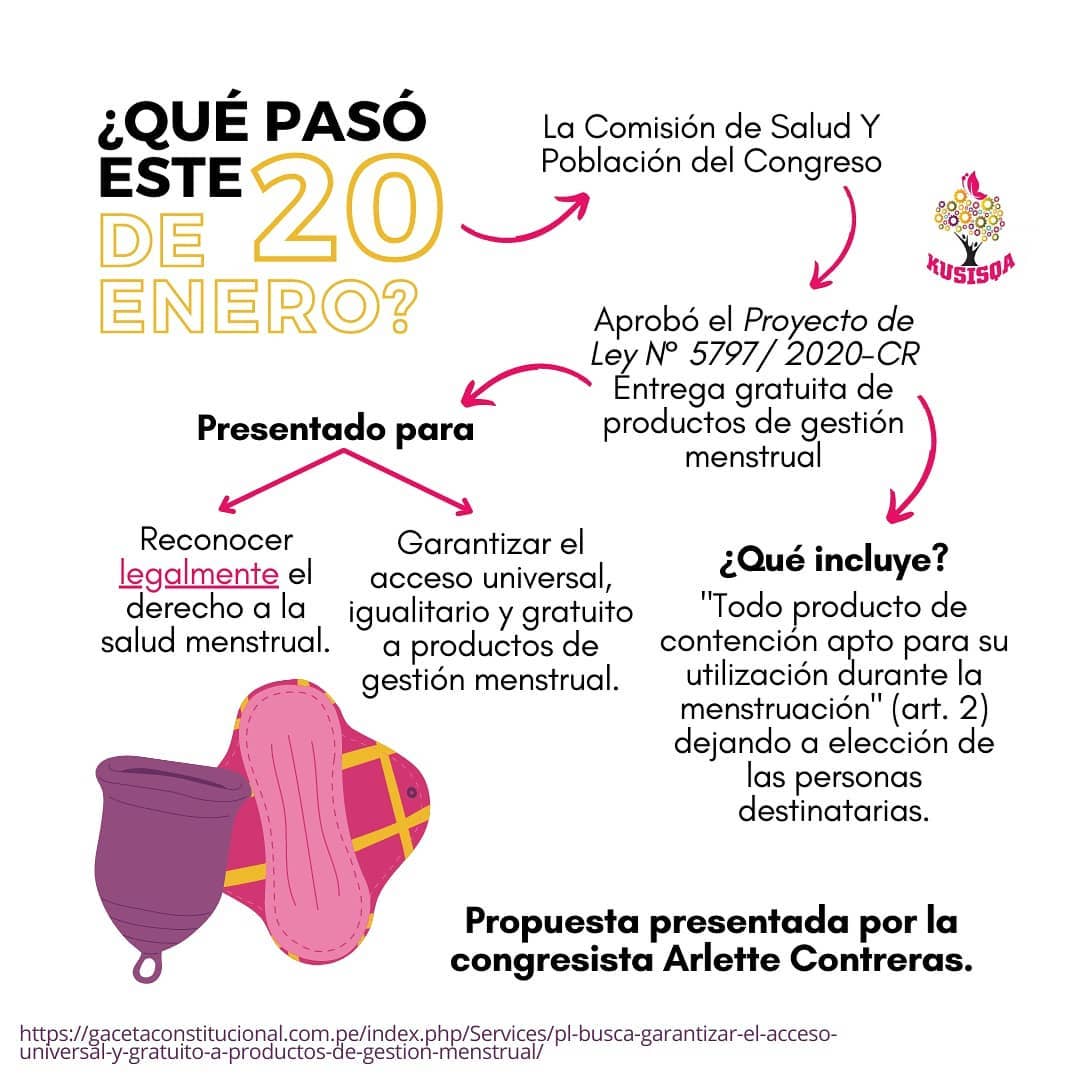 ¿QUÉ PASÓ
ESTE 20
DE
ENERO?
La Comisión de Salud Y
Población del Congreso
KUSISQA
Aprobó el Proyecto de
Ley N° 5797/ 2020-CR
Entrega gratuita de
productos de gestión
menstrual
Presentado para
Reconocer
legalmente el
derecho a la
salud menstrual.
Garantizar el
acceso universal,
igualitario y gratuito
a productos de
gestión menstrual.
¿Qué incluye?
"Todo producto de
contención apto para su
utilización durante la
menstruación" (art. 2)
dejando a elección de
las personas
destinatarias.
Propuesta presentada por la
congresista Arlette Contreras.
https://gacetaconstitucional.com.pe/index.php/Services/pl-busca-garantizar-el-acceso-
universal-y-gratuito-a-productos-de-gestion-menstrual/